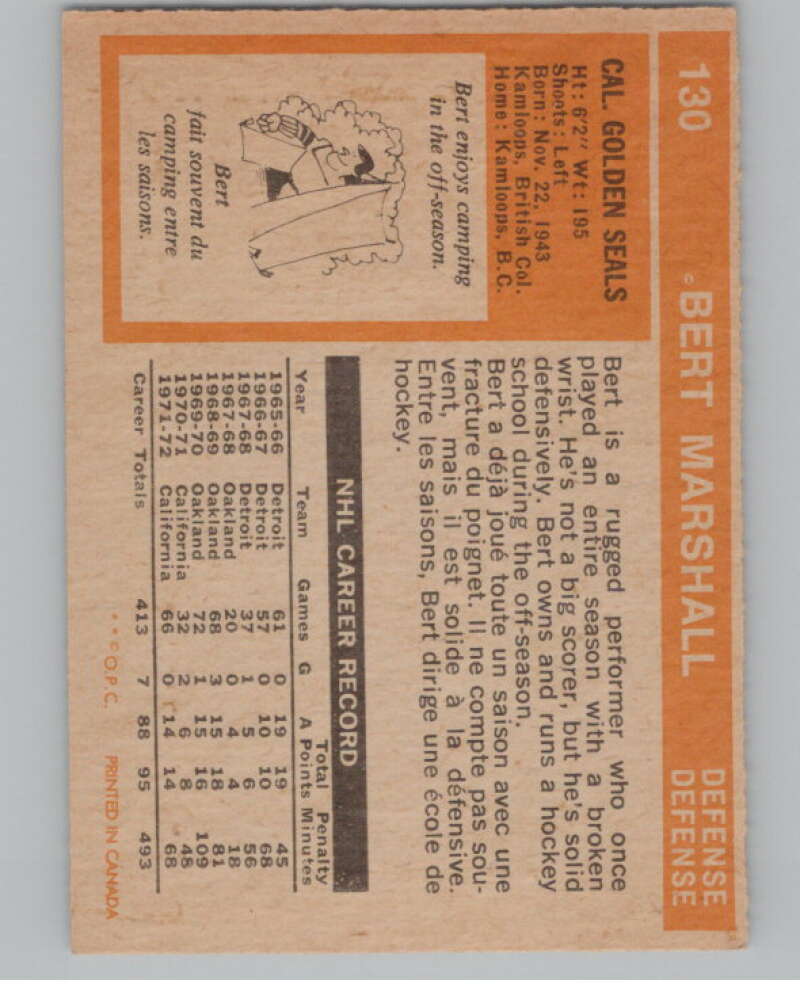 130 ©BERT MARSHALL DEFENSE
DEFENSE
CAL. GOLDEN SEALS
Ht: 6'2" Wt: 195
Shoots: Left
Born: Nov. 22, 1943
Kamloops, British Col.
Home: Kamloops, B.C.
Bert enjoys camping
in the off-season.
Bert
fait souvent du
camping entre
les saisons.
Bert is a rugged performer who once
played an entire season with a broken
wrist. He's not a big scorer, but he's solid
defensively. Bert owns and runs a hockey
school during the off-season.
Bert a déjà joué toute un saison avec une
fracture du poignet. Il ne compte pas sou-
vent, mais il est solide à la défensive.
Entre les saisons, Bert dirige une école de
hockey.
NHL CAREER RECORD
Total Penalty
Year Team Games G A Points Minutes
1965-66 Detroit 61 0 19 19 45
1966-67 Detroit 57 0 10 10 68
1967-68 Detroit 37 1 5 6 56
1967-68 Oakland 20 0 4 4 18
1968-69 Oakland 68 3 15 18 81
1969-70 Oakland 72 1 15 16 109
1970-71 California 32 2 6 8 48
1971-72 California 66 0 14 14 68
Career Totals 413 7 88 95 493
**©O.P.C. PRINTED IN CANADA